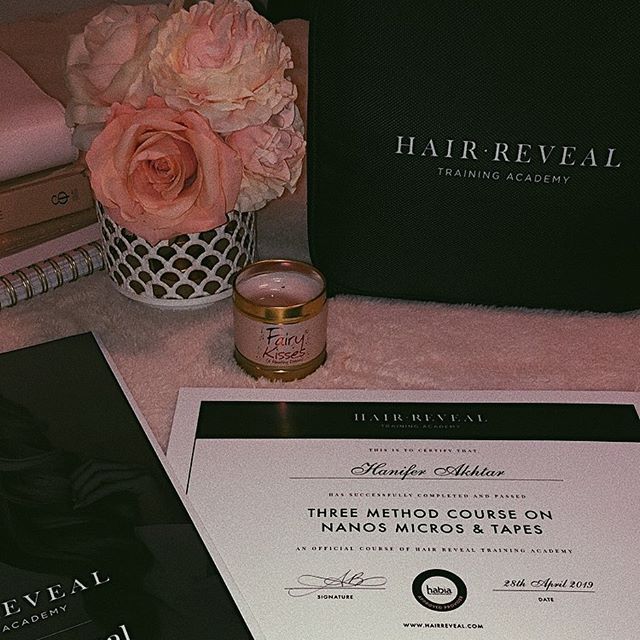 HAIR·REVEAL
TRAINING ACADEMY
Fairy
Kisses
HAIR·REVEAL
TRAINING ACADEMY
THIS IS TO CERTIFY THAT
Hanifer Akhtar
HAS SUCCESSFULLY COMPLETED AND PASSED
THREE METHOD COURSE ON
NANOS MICROS & TAPES
AN OFFICIAL COURSE OF HAIR REVEAL TRAINING ACADEMY
habia
28th April 2019
SIGNATURE
DATE
WWW.HAIRREVEAL.COM
REVEAL
ACADEMY